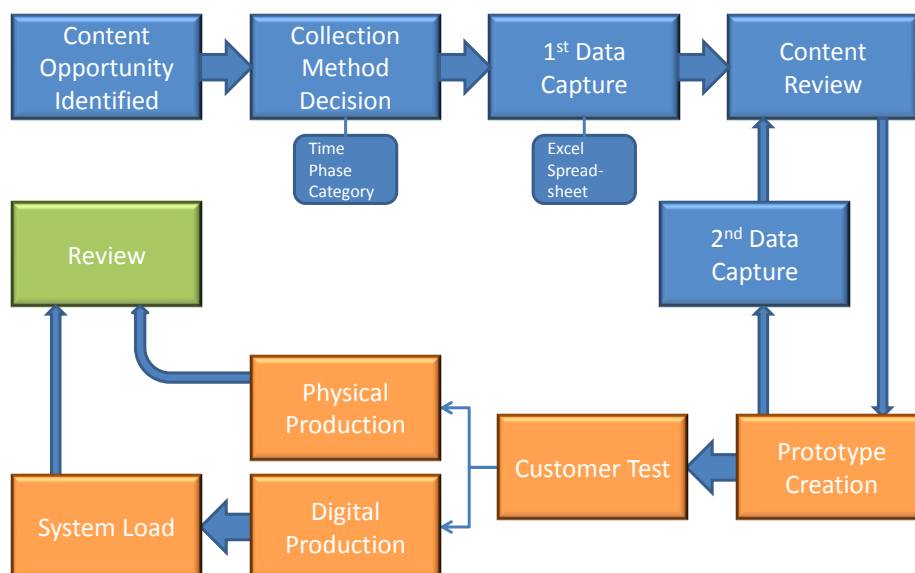 Content
Opportunity
Identified
Collection
Method
Decision
1st Data
Capture
Content
Review
Time
Phase
Category
Excel
Spread-
sheet
Review
2nd Data
Capture
Physical
Production
Customer Test
Prototype
Creation
System Load
Digital
Production